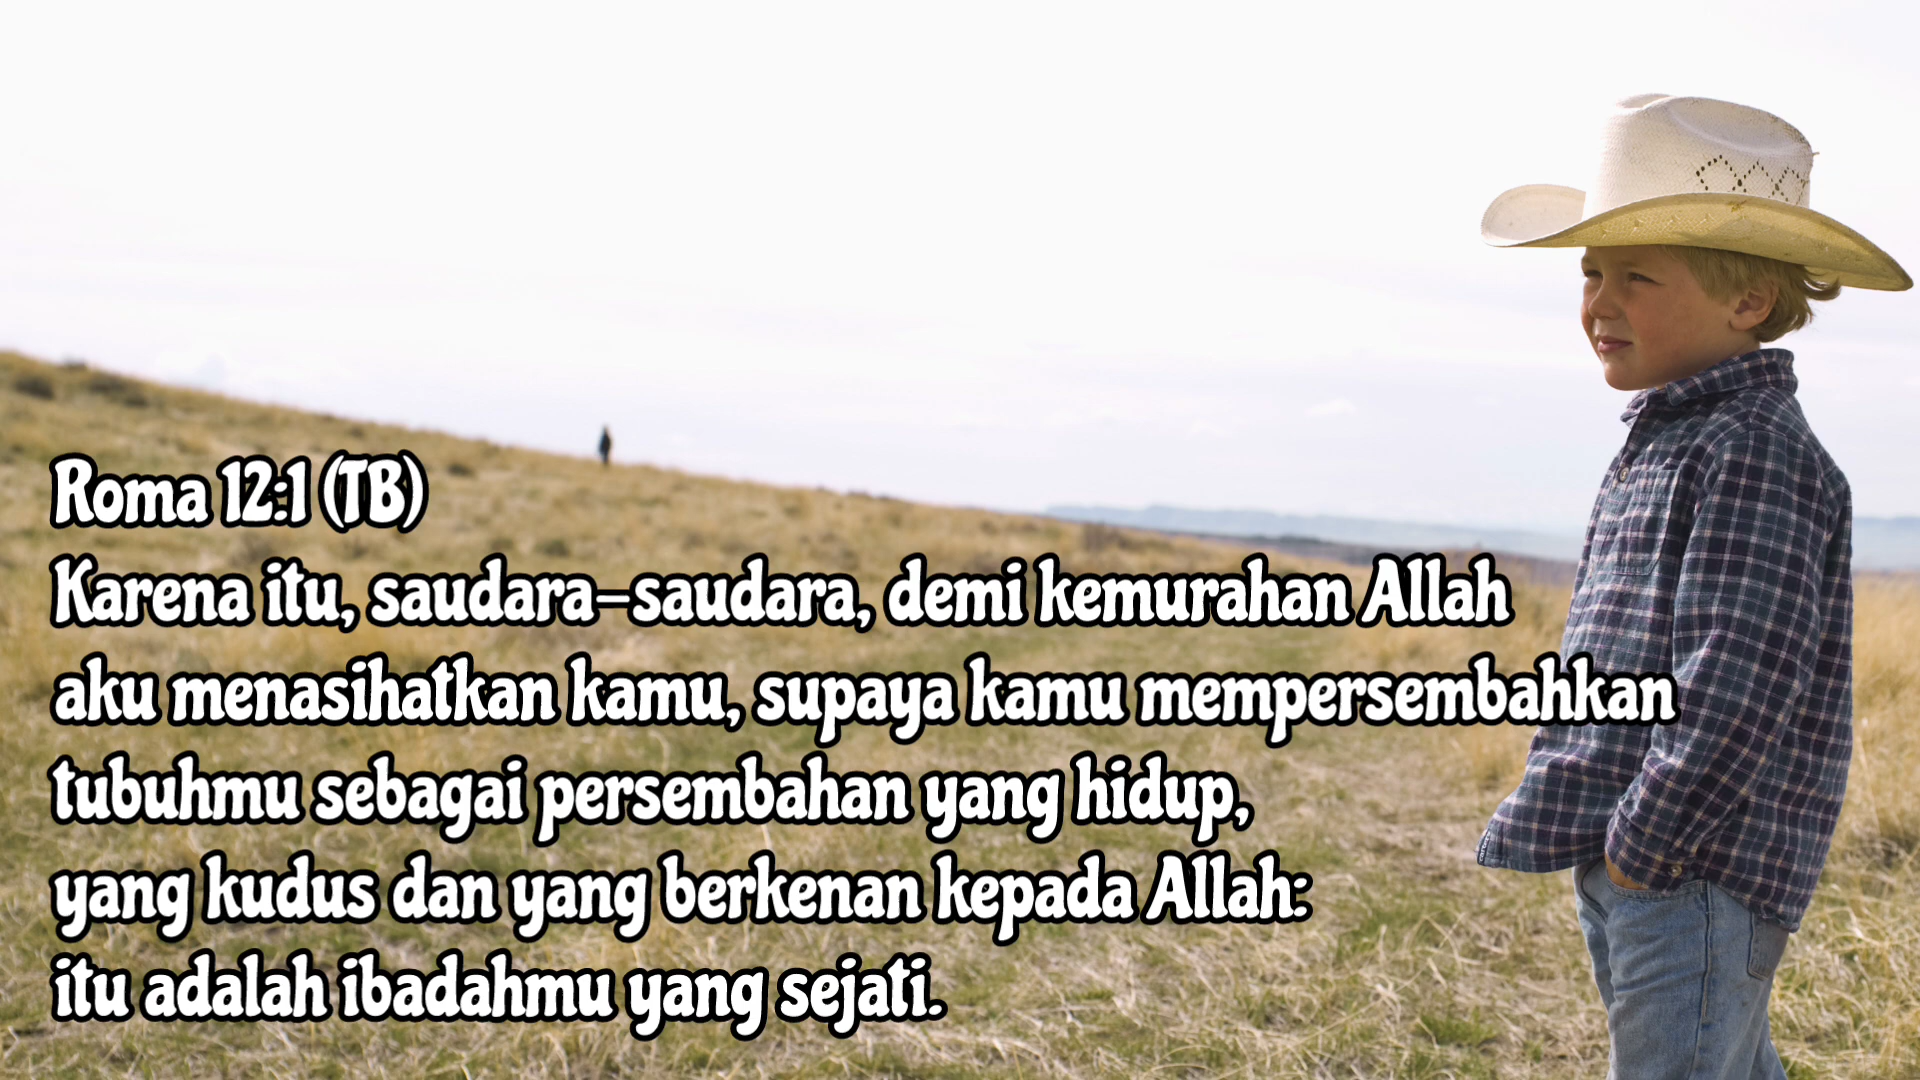 Roma 12:1 (TB)
Karena itu, saudara-saudara, demi kemurahan Allah
aku menasihatkan kamu, supaya kamu mempersembahkan
tubuhmu sebagai persembahan yang hidup,
yang kudus dan yang berkenan kepada Allah:
itu adalah ibadahmu yang sejati.